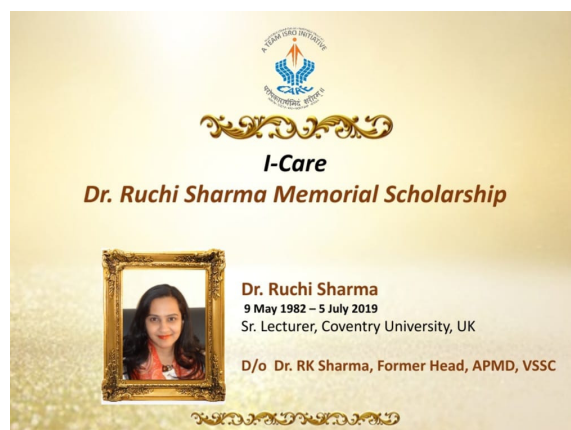 A TEAM ISRO INITIATIVE
CARE
I-Care
Dr. Ruchi Sharma Memorial Scholarship
Dr. Ruchi Sharma
9 May 1982 – 5 July 2019
Sr. Lecturer, Coventry University, UK
D/o Dr. RK Sharma, Former Head, APMD, VSSC